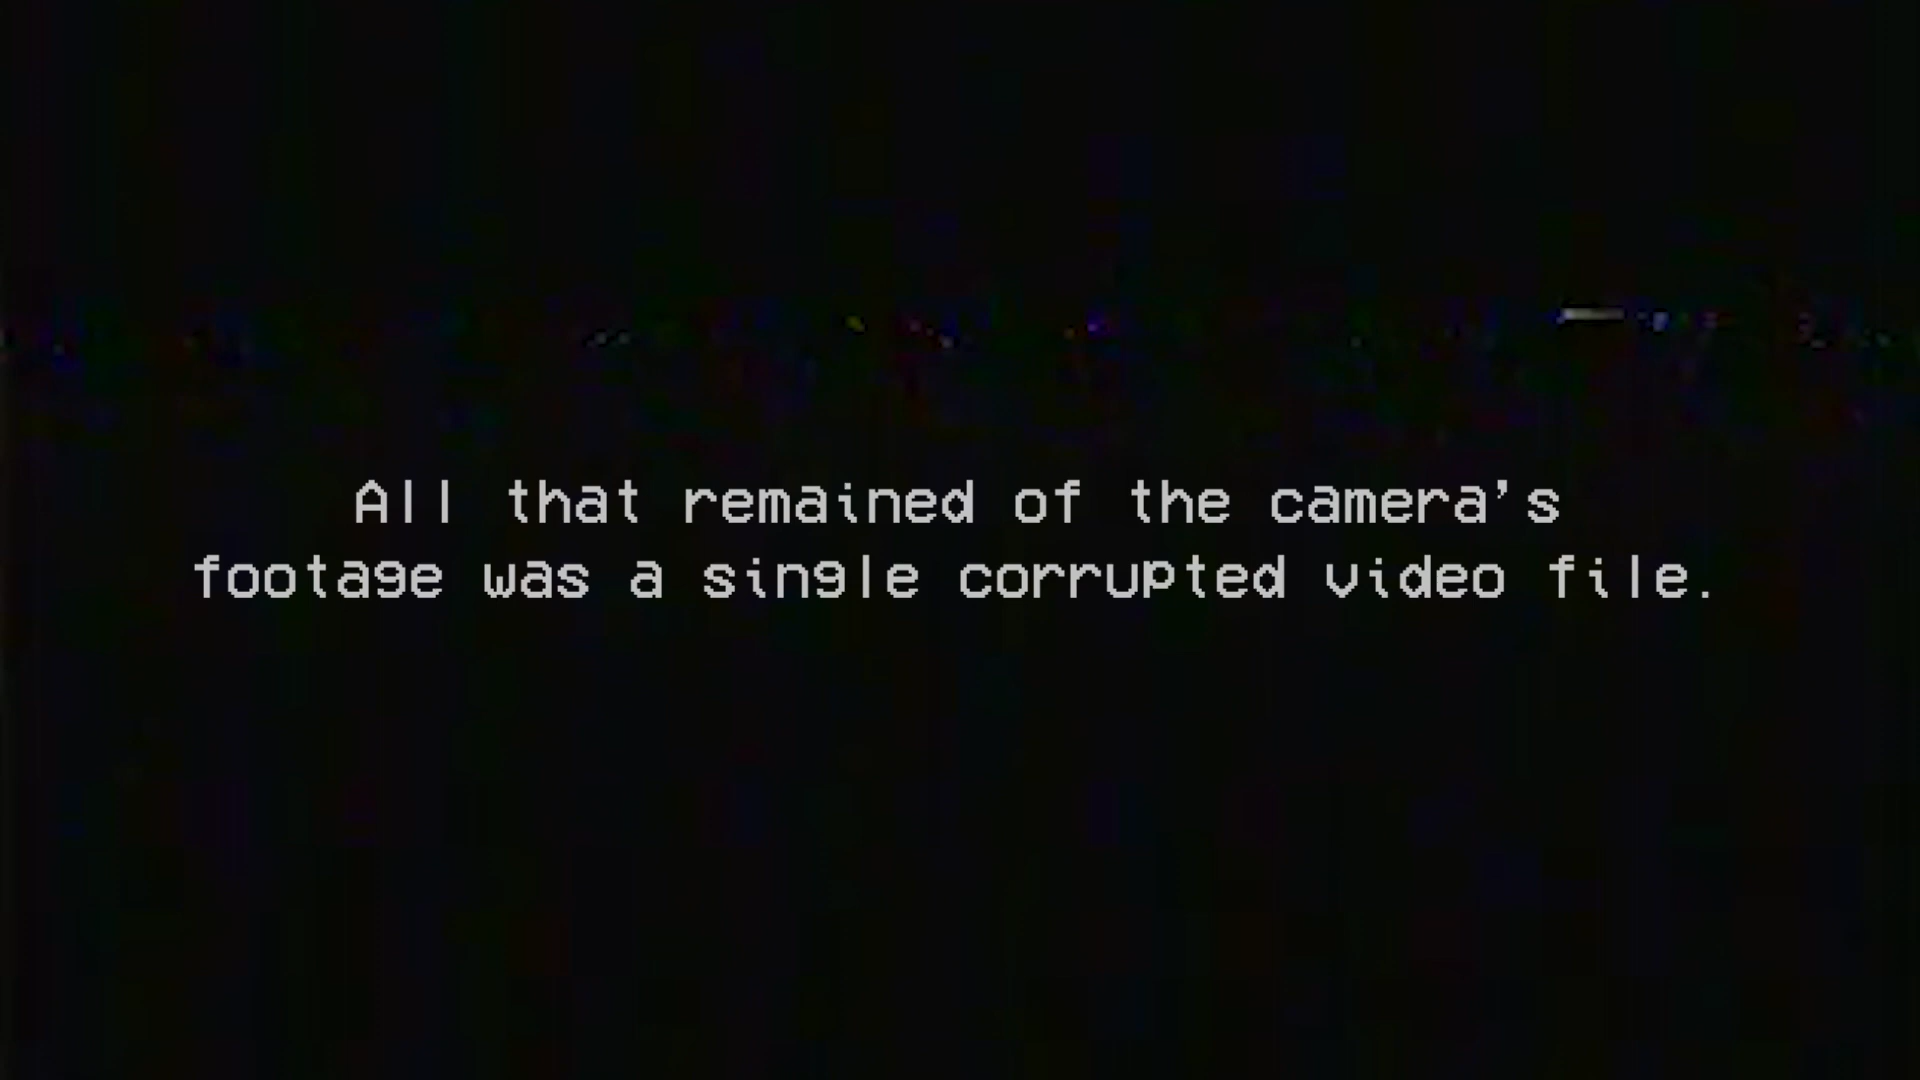 All that remained of the camera's
footage was a single corrupted video file.